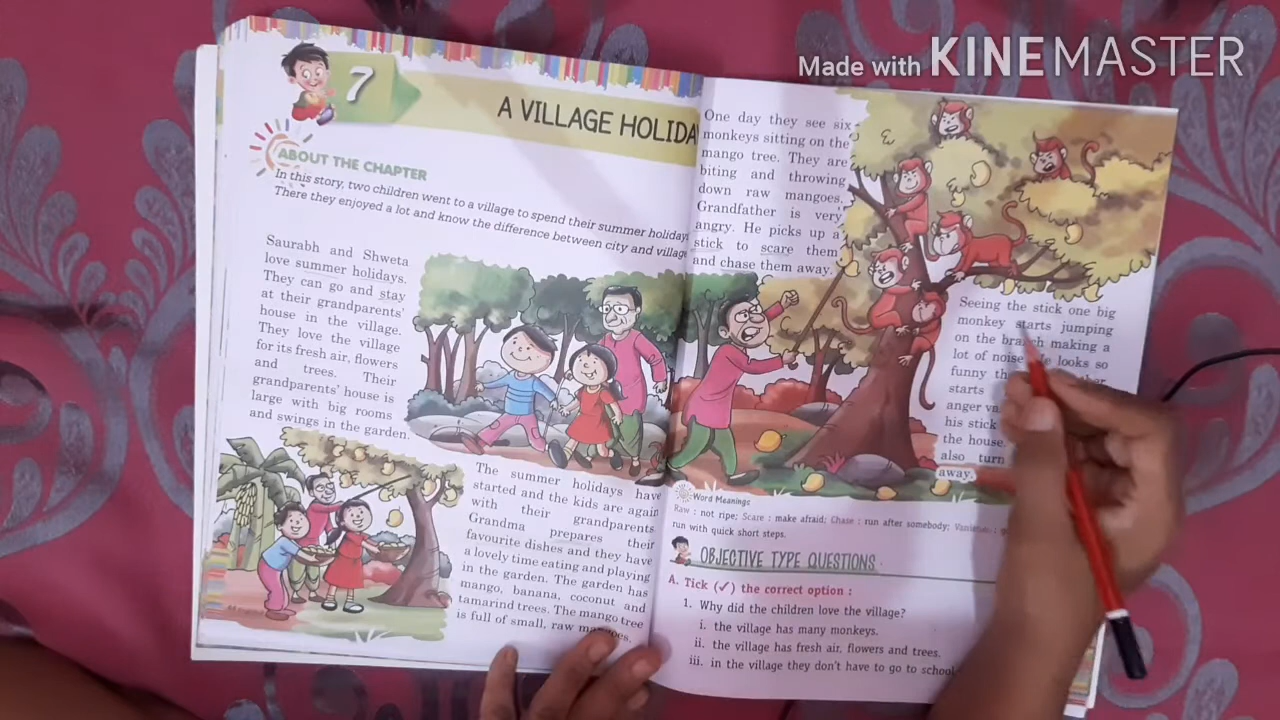 Made with KINEMASTER
7
A VILLAGE HOLIDA
ABOUT THE CHAPTER
In this story, two children went to a village to spend their summer holiday
There they enjoyed a lot and know the difference between city and village
Saurabh and Shweta
love summer holidays.
They can go and stay
at their grandparents'
house in the village.
They love the village
for its fresh air, flowers
and trees. Their
grandparents' house is
large with big rooms
and swings in the garden.
The summer holidays have
started and the kids are again
with their grandparents
Grandma prepares their
favourite dishes and they have
a lovely time eating and playing
in the garden. The garden has
mango, banana, coconut and
tamarind trees. The mango tree
is full of small, raw mangoes.
One day they see six
monkeys sitting on the
mango tree. They are
biting and throwing
down raw mangoes.
Grandfather is very
angry. He picks up a
stick to scare them
and chase them away.
Seeing the stick one big
monkey starts jumping
on the branch making a
lot of noise. He looks so
funny
starts
anger
his stick
the house.
also turn
away.
Word Meanings
Raw : not ripe; Scare : make afraid; Chase : run after somebody;
run with quick short steps.
OBJECTIVE TYPE QUESTIONS
A. Tick (✓) the correct option :
1. Why did the children love the village?
i. the village has many monkeys.
ii. the village has fresh air, flowers and trees.
iii. in the village they don't have to go to school